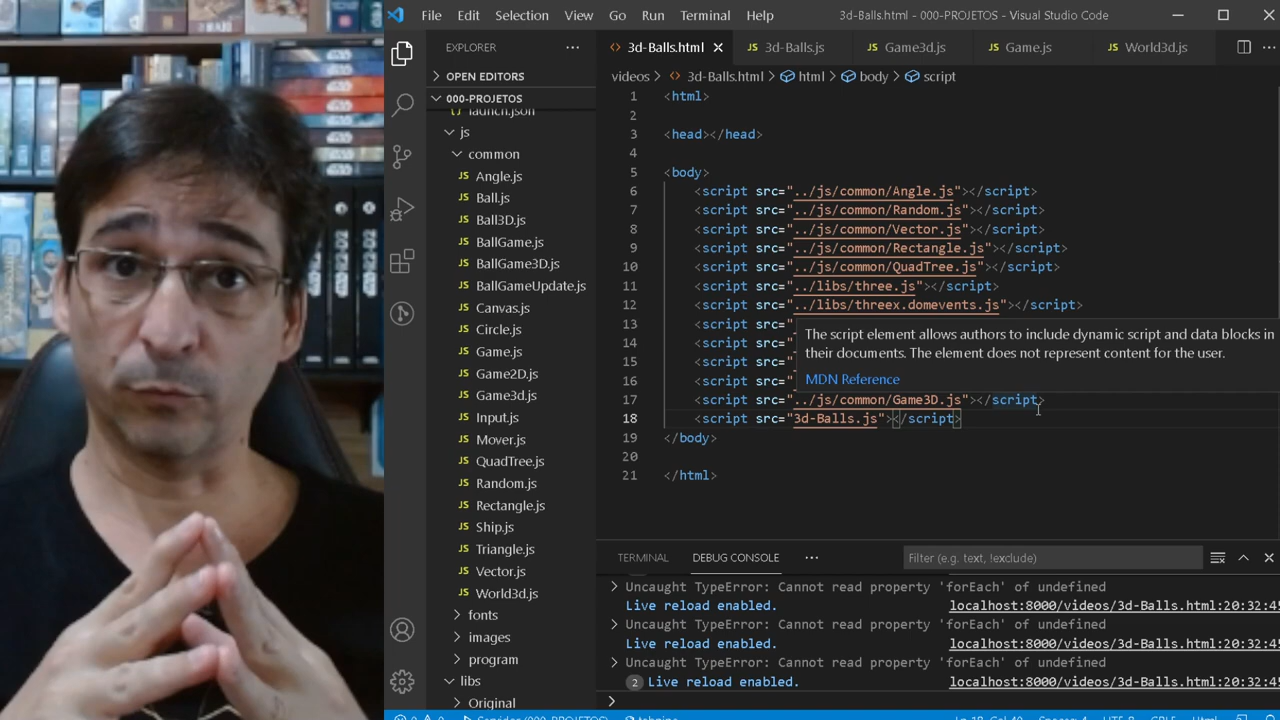 File Edit Selection View Go Run Terminal Help 3d-Balls.html - 000-PROJETOS - Visual Studio Code
EXPLORER
3d-Balls.html 3d-Balls.js Game3d.js Game.js World3d.js
OPEN EDITORS
000-PROJETOS
launch.json
js
common
Angle.js
Ball.js
Ball3D.js
BallGame.js
BallGame3D.js
BallGameUpdate.js
Canvas.js
Circle.js
Game.js
Game2D.js
Game3d.js
Input.js
Mover.js
QuadTree.js
Random.js
Rectangle.js
Ship.js
Triangle.js
Vector.js
World3d.js
fonts
images
program
libs
Original
videos > 3d-Balls.html > html > body > script
1 <html>
2
3 <head></head>
4
5 <body>
6 <script src="../js/common/Angle.js"></script>
7 <script src="../js/common/Random.js"></script>
8 <script src="../js/common/Vector.js"></script>
9 <script src="../js/common/Rectangle.js"></script>
10 <script src="../js/common/QuadTree.js"></script>
11 <script src="../libs/three.js"></script>
12 <script src="../libs/threex.domevents.js"></script>
13 <script src="
14 <script src="
15 <script src="
16 <script src="
The script element allows authors to include dynamic script and data blocks in
their documents. The element does not represent content for the user.
MDN Reference
17 <script src="../js/common/Game3D.js"></script>
18 <script src="3d-Balls.js"></script>
19 </body>
20
21 </html>
TERMINAL DEBUG CONSOLE Filter (e.g. text, !exclude)
Uncaught TypeError: Cannot read property 'forEach' of undefined
Live reload enabled. localhost:8000/videos/3d-Balls.html:20:32:45
Uncaught TypeError: Cannot read property 'forEach' of undefined
Live reload enabled. localhost:8000/videos/3d-Balls.html:20:32:45
Uncaught TypeError: Cannot read property 'forEach' of undefined
2 Live reload enabled. localhost:8000/videos/3d-Balls.html:20:32:45